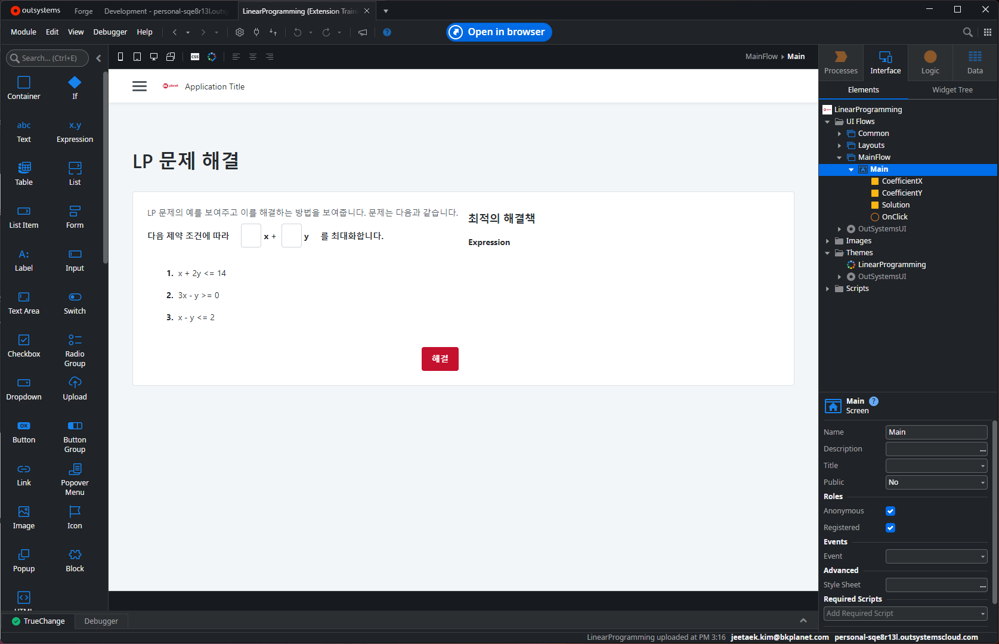 outsystems
Forge
Development - personal-sqe8r13l.outsy
LinearProgramming (Extension Traini
Module Edit View Debugger Help
Open in browser
Search... (Ctrl+E)
CSS
MainFlow Main
Container If
abc x.y
Text Expression
Table List
List Item Form
A:
Label Input
Text Area Switch
Checkbox Radio Group
Dropdown Upload
OK
Button Button Group
Link Popover Menu
Image Icon
Popup Block
HTML
planet Application Title
LP 문제 해결
LP 문제의 예를 보여주고 이를 해결하는 방법을 보여줍니다. 문제는 다음과 같습니다.
다음 제약 조건에 따라 x + y 를 최대화합니다.
1. x + 2y <= 14
2. 3x - y >= 0
3. x - y <= 2
해결
최적의 해결책
Expression
Processes Interface Logic Data
Elements Widget Tree
LinearProgramming
UI Flows
Common
Layouts
MainFlow
Main
CoefficientX
CoefficientY
Solution
OnClick
OutSystemsUI
Images
Themes
LinearProgramming
OutSystemsUI
Scripts
Main ?
Screen
Name Main
Description ...
Title
Public No
Roles
Anonymous
Registered
Events
Event
Advanced
Style Sheet ...
Required Scripts
Add Required Script
TrueChange Debugger
LinearProgramming uploaded at PM 3:16 jeetaek.kim@bkplanet.com personal-sqe8r13l.outsystemscloud.com